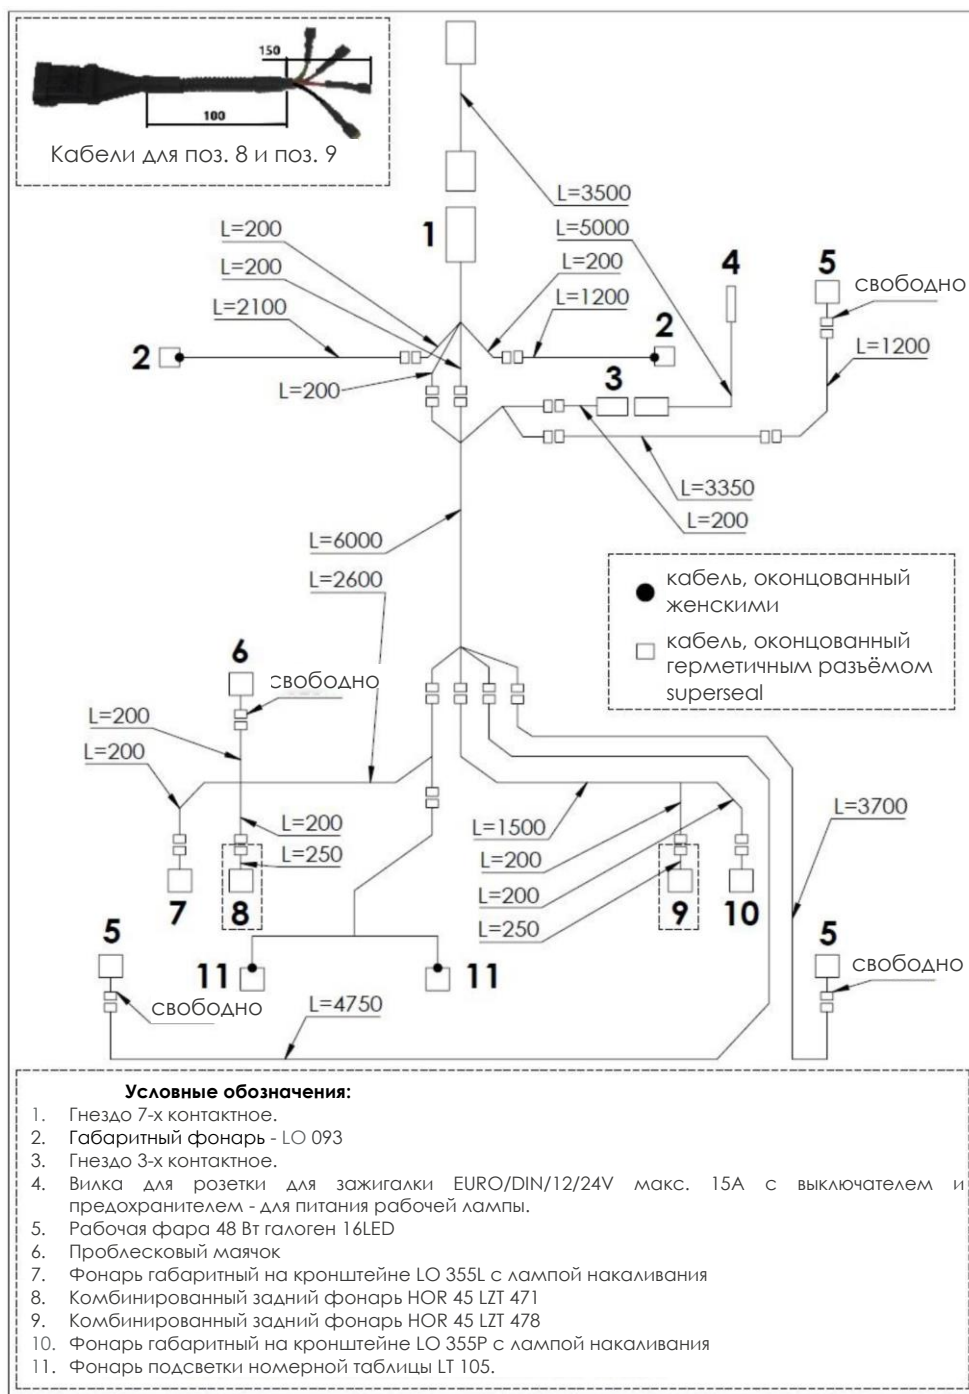 150
100
Кабели для поз. 8 и поз. 9
L=3500
L=200
1
L=5000
L=200
L=200
4
5
свободно
L=2100
L=1200
2
2
L=1200
L=200
3
L=3350
L=200
L=6000
L=2600
кабель, оконцованный
женскими
кабель, оконцованный
герметичным разъёмом
superseal
6
свободно
L=200
L=200
L=200
L=1500
L=3700
L=250
L=200
L=200
7
8
L=250
9
10
5
5
11
11
свободно
свободно
L=4750
Условные обозначения:
1. Гнездо 7-х контактное.
2. Габаритный фонарь - LO 093
3. Гнездо 3-х контактное.
4. Вилка для розетки для зажигалки EURO/DIN/12/24V макс. 15А с выключателем и
предохранителем - для питания рабочей лампы.
5. Рабочая фара 48 Вт галоген 16LED
6. Проблесковый маячок
7. Фонарь габаритный на кронштейне LO 355L с лампой накаливания
8. Комбинированный задний фонарь HOR 45 LZT 471
9. Комбинированный задний фонарь HOR 45 LZT 478
10. Фонарь габаритный на кронштейне LO 355P с лампой накаливания
11. Фонарь подсветки номерной таблицы LT 105.